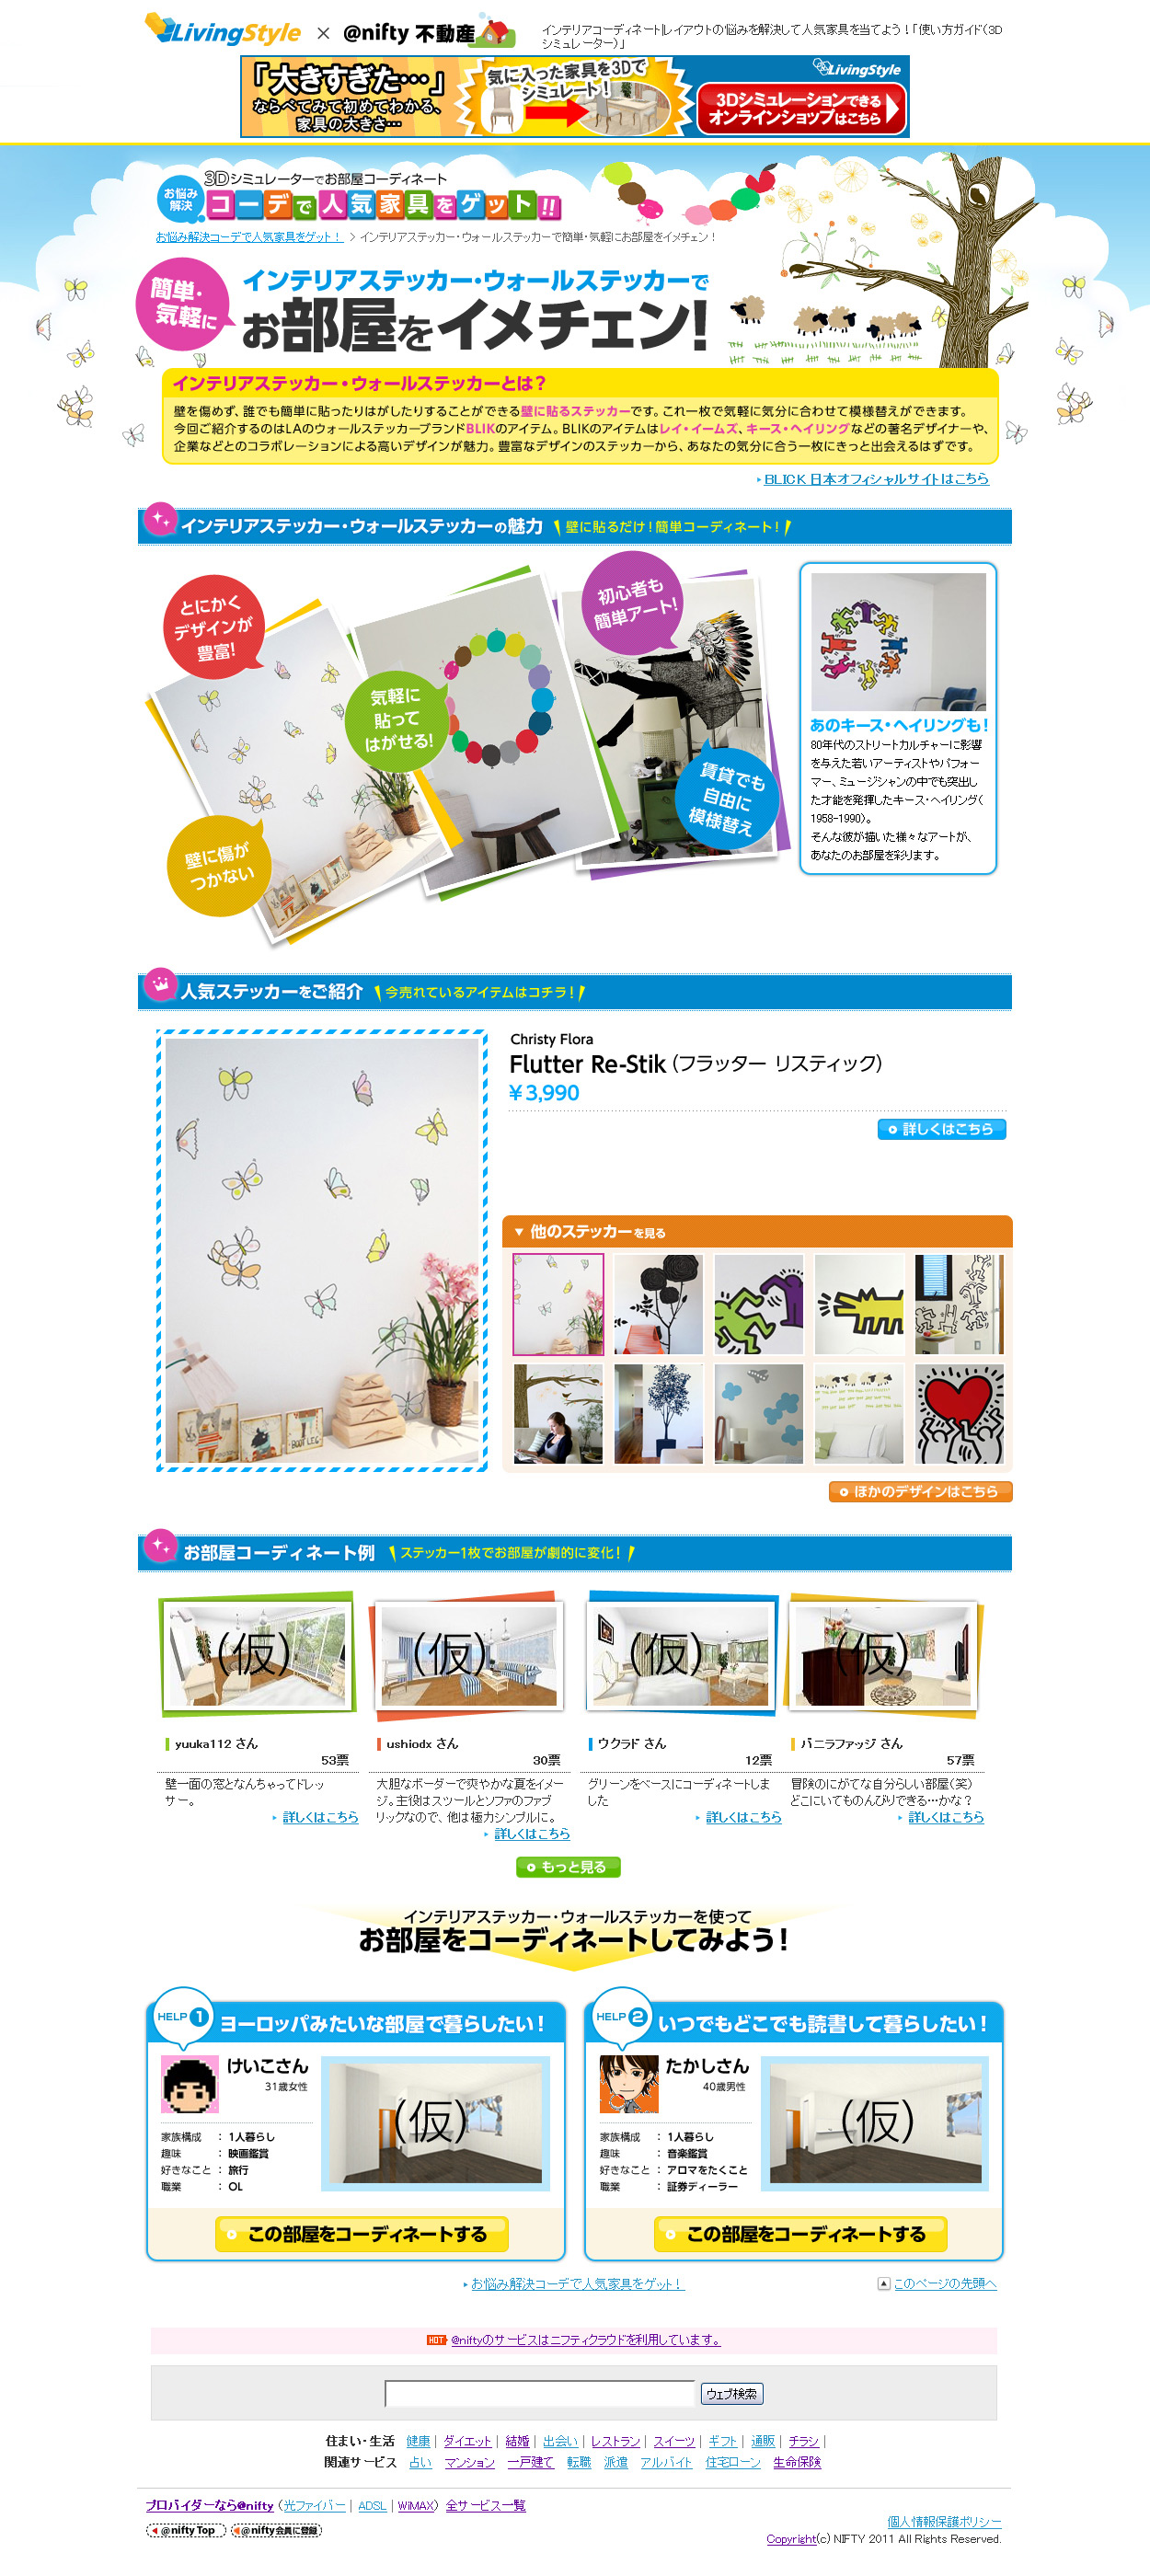 LivingStyle × @nifty 不動産
インテリアコーディネート|レイアウトの悩みを解決して人気家具を当てよう！「使い方ガイド（3D
シミュレーター）」
「大きすぎた…」
ならべてみて初めてわかる、
家具の大きさ…
気に入った家具を3Dで
シミュレート！
LivingStyle
3Dシミュレーションできる
オンラインショップはこちら
お悩み
解決
3Dシミュレーターでお部屋コーディネート
コーデで人気家具をゲット!!
お悩み解決コーデで人気家具をゲット！ > インテリアステッカー・ウォールステッカーで簡単・気軽にお部屋をイメチェン！
簡単・
気軽に
インテリアステッカー・ウォールステッカーで
お部屋をイメチェン!
インテリアステッカー・ウォールステッカーとは？
壁を傷めず、誰でも簡単に貼ったりはがしたりすることができる壁に貼るステッカーです。これ一枚で気軽に気分に合わせて模様替えができます。
今回ご紹介するのはLAのウォールステッカーブランドBLIKのアイテム。BLIKのアイテムはレイ・イームズ、キース・ヘイリングなどの著名デザイナーや、
企業などとのコラボレーションによる高いデザインが魅力。豊富なデザインのステッカーから、あなたの気分に合う一枚にきっと出会えるはずです。
BLICK 日本オフィシャルサイトはこちら
インテリアステッカー・ウォールステッカーの魅力 壁に貼るだけ！簡単コーディネート！
とにかく
デザインが
豊富!
気軽に
貼って
はがせる!
初心者も
簡単アート!
賃貸でも
自由に
模様替え
壁に傷が
つかない
あのキース・ヘイリングも！
80年代のストリートカルチャーに影響
を与えた若いアーティストやパフォー
マー、ミュージシャンの中でも突出し
た才能を発揮したキース・ヘイリング（
1958-1990）。
そんな彼が描いた様々なアートが、
あなたのお部屋を彩ります。
人気ステッカーをご紹介 今売れているアイテムはコチラ！
Christy Flora
Flutter Re-Stik（フラッター リスティック）
¥3,990
詳しくはこちら
▼ 他のステッカーを見る
ほかのデザインはこちら
お部屋コーディネート例 ステッカー1枚でお部屋が劇的に変化！
（仮） （仮） （仮） （仮）
yuuka112 さん
53票
壁一面の窓となんちゃってドレッ
サー。
詳しくはこちら
ushiodx さん
30票
大胆なボーダーで爽やかな夏をイメー
ジ。主役はスツールとソファのファブ
リックなので、他は極力シンプルに。
詳しくはこちら
ウクラド さん
12票
グリーンをベースにコーディネートしま
した
詳しくはこちら
バニラファッジ さん
57票
冒険のにがてな自分らしい部屋（笑）
どこにいてものんびりできる…かな？
詳しくはこちら
もっと見る
インテリアステッカー・ウォールステッカーを使って
お部屋をコーディネートしてみよう！
HELP 1 ヨーロッパみたいな部屋で暮らしたい！
けいこさん
31歳女性
（仮）
家族構成 ： 1人暮らし
趣味 ： 映画鑑賞
好きなこと ： 旅行
職業 ： OL
この部屋をコーディネートする
HELP 2 いつでもどこでも読書して暮らしたい！
たかしさん
40歳男性
（仮）
家族構成 ： 1人暮らし
趣味 ： 音楽鑑賞
好きなこと ： アロマをたくこと
職業 ： 証券ディーラー
この部屋をコーディネートする
お悩み解決コーデで人気家具をゲット！
このページの先頭へ
HOT @niftyのサービスはニフティクラウドを利用しています。
ウェブ検索
住まい・生活 健康｜ダイエット｜結婚｜出会い｜レストラン｜スイーツ｜ギフト｜通販｜チラシ｜
関連サービス 占い マンション 一戸建て 転職 派遣 アルバイト 住宅ローン 生命保険
プロバイダーなら@nifty（光ファイバー｜ADSL｜WiMAX） 全サービス一覧
@nifty Top @nifty会員に登録
個人情報保護ポリシー
Copyright(c) NIFTY 2011 All Rights Reserved.